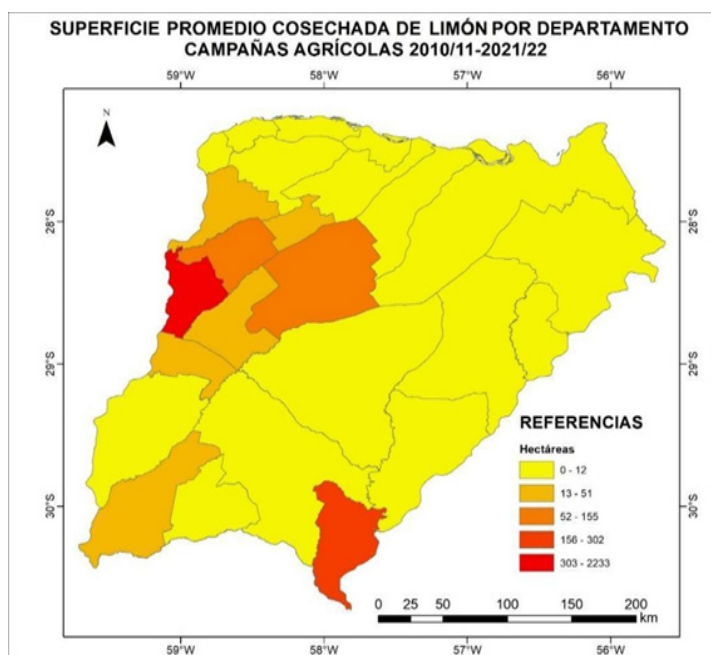 SUPERFICIE PROMEDIO COSECHADA DE LIMÓN POR DEPARTAMENTO
CAMPAÑAS AGRÍCOLAS 2010/11-2021/22
59°W 58°W 57°W 56°W
N
28°S 28°S
29°S 29°S
30°S 30°S
REFERENCIAS
Hectáreas
0 - 12
13 - 51
52 - 155
156 - 302
303 - 2233
0 25 50 100 150 200
km
59°W 58°W 57°W 56°W